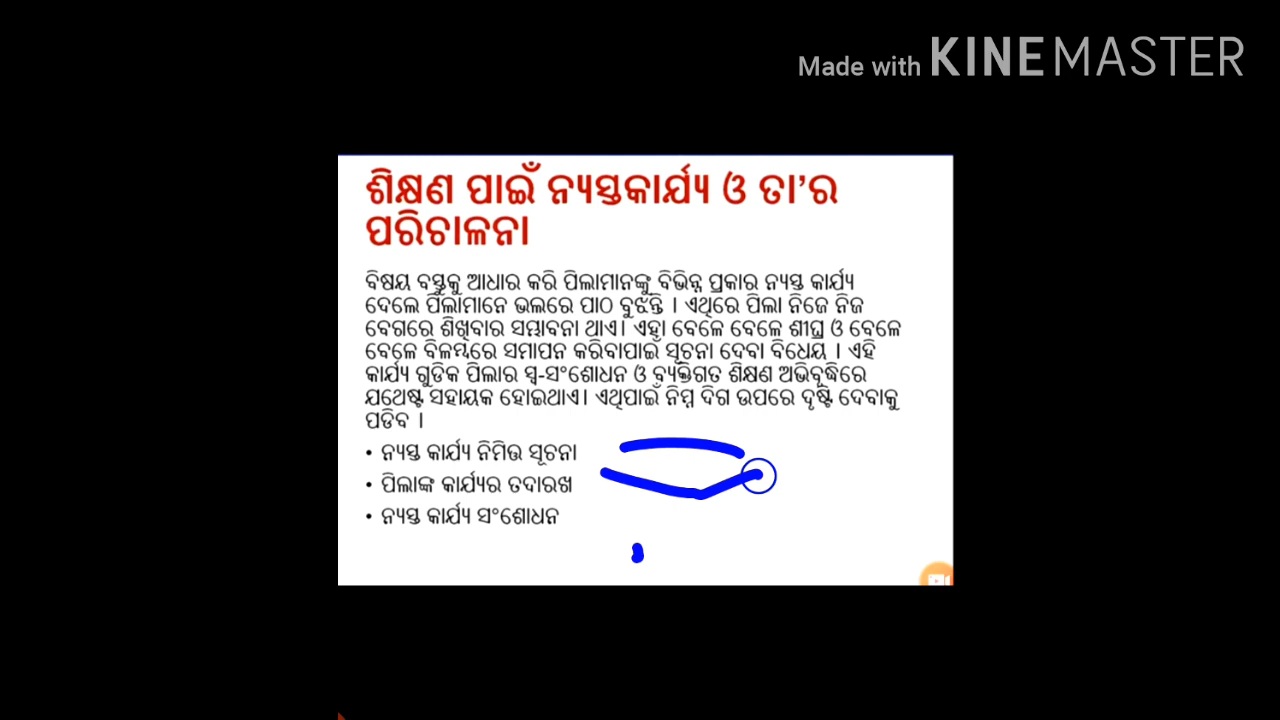 Made with KINEMASTER
ଶିକ୍ଷଣ ପାଇଁ ନ୍ୟସ୍ତକାର୍ଯ୍ୟ ଓ ତା’ର
ପରିଚାଳନା
ବିଷୟ ବସ୍ତୁକୁ ଆଧାର କରି ପିଲାମାନଙ୍କୁ ବିଭିନ୍ନ ପ୍ରକାର ନ୍ୟସ୍ତ କାର୍ଯ୍ୟ
ଦେଲେ ପିଲାମାନେ ଭଲରେ ପାଠ ବୁଝନ୍ତି । ଏଥିରେ ପିଲା ନିଜେ ନିଜ
ବେଗରେ ଶିଖିବାର ସମ୍ଭାବନା ଥାଏ। ଏହା ବେଳେ ବେଳେ ଶୀଘ୍ର ଓ ବେଳେ
ବେଳେ ବିଳମ୍ଭରେ ସମାପନ କରିବାପାଇଁ ସୂଚନା ଦେବା ବିଧେୟ । ଏହି
କାର୍ଯ୍ୟ ଗୁଡିକ ପିଲାର ସ୍ୱ-ସଂଶୋଧନ ଓ ବ୍ୟକ୍ତିଗତ ଶିକ୍ଷଣ ଅଭିବୃଦ୍ଧିରେ
ଯଥେଷ୍ଟ ସହାୟକ ହୋଇଥାଏ। ଏଥିପାଇଁ ନିମ୍ନ ଦିଗ ଉପରେ ଦୃଷ୍ଟି ଦେବାକୁ
ପଡିବ ।
• ନ୍ୟସ୍ତ କାର୍ଯ୍ୟ ନିମିତ୍ତ ସୂଚନା
• ପିଲାଙ୍କ କାର୍ଯ୍ୟର ତଦାରଖ
• ନ୍ୟସ୍ତ କାର୍ଯ୍ୟ ସଂଶୋଧନ